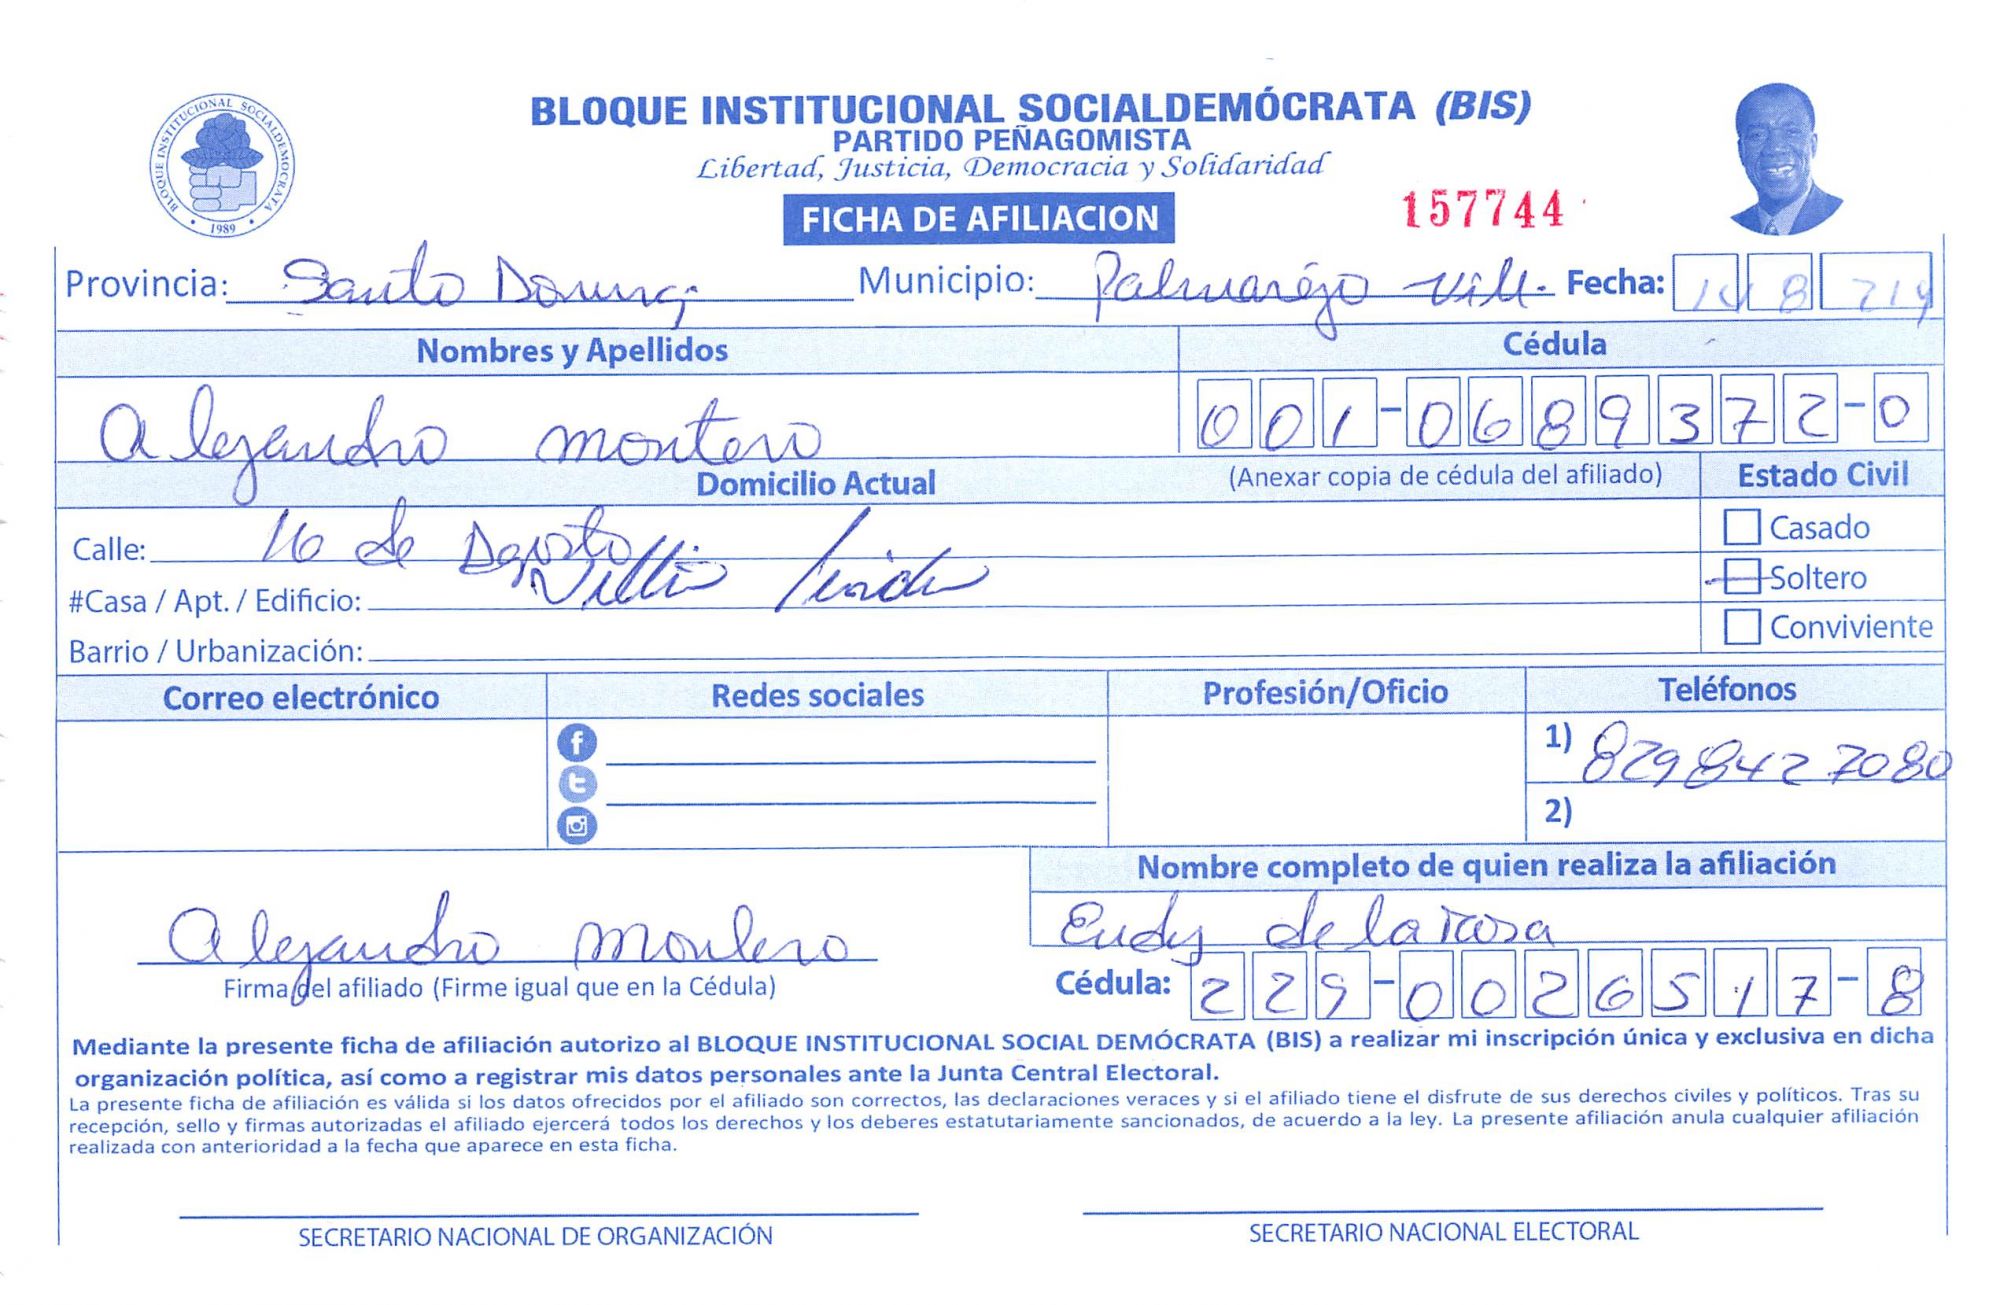 BLOQUE INSTITUCIONAL SOCIALDEMOCRATA
1989
BLOQUE INSTITUCIONAL SOCIALDEMÓCRATA (BIS)
PARTIDO PEÑAGOMISTA
Libertad, Justicia, Democracia y Solidaridad
FICHA DE AFILIACION
157744
Provincia: Santo Doming Municipio: Palmarejo Vill. Fecha: 14 8
Nombres y Apellidos Cédula
Alejandro montero 001-0689372-0
Domicilio Actual (Anexar copia de cédula del afiliado) Estado Civil
Calle: 16 de Agosto
Casado
#Casa / Apt. / Edificio: Villa Linda
Soltero
Barrio / Urbanización:
Conviviente
Correo electrónico Redes sociales Profesión/Oficio Teléfonos
1) 8298427080
2)
Nombre completo de quien realiza la afiliación
Eudy de la rosa
Alejandro montero
Firma del afiliado (Firme igual que en la Cédula)
Cédula: 229-0026517-8
Mediante la presente ficha de afiliación autorizo al BLOQUE INSTITUCIONAL SOCIAL DEMÓCRATA (BIS) a realizar mi inscripción única y exclusiva en dicha
organización política, así como a registrar mis datos personales ante la Junta Central Electoral.
La presente ficha de afiliación es válida si los datos ofrecidos por el afiliado son correctos, las declaraciones veraces y si el afiliado tiene el disfrute de sus derechos civiles y políticos. Tras su
recepción, sello y firmas autorizadas el afiliado ejercerá todos los derechos y los deberes estatutariamente sancionados, de acuerdo a la ley. La presente afiliación anula cualquier afiliación
realizada con anterioridad a la fecha que aparece en esta ficha.
SECRETARIO NACIONAL DE ORGANIZACIÓN
SECRETARIO NACIONAL ELECTORAL